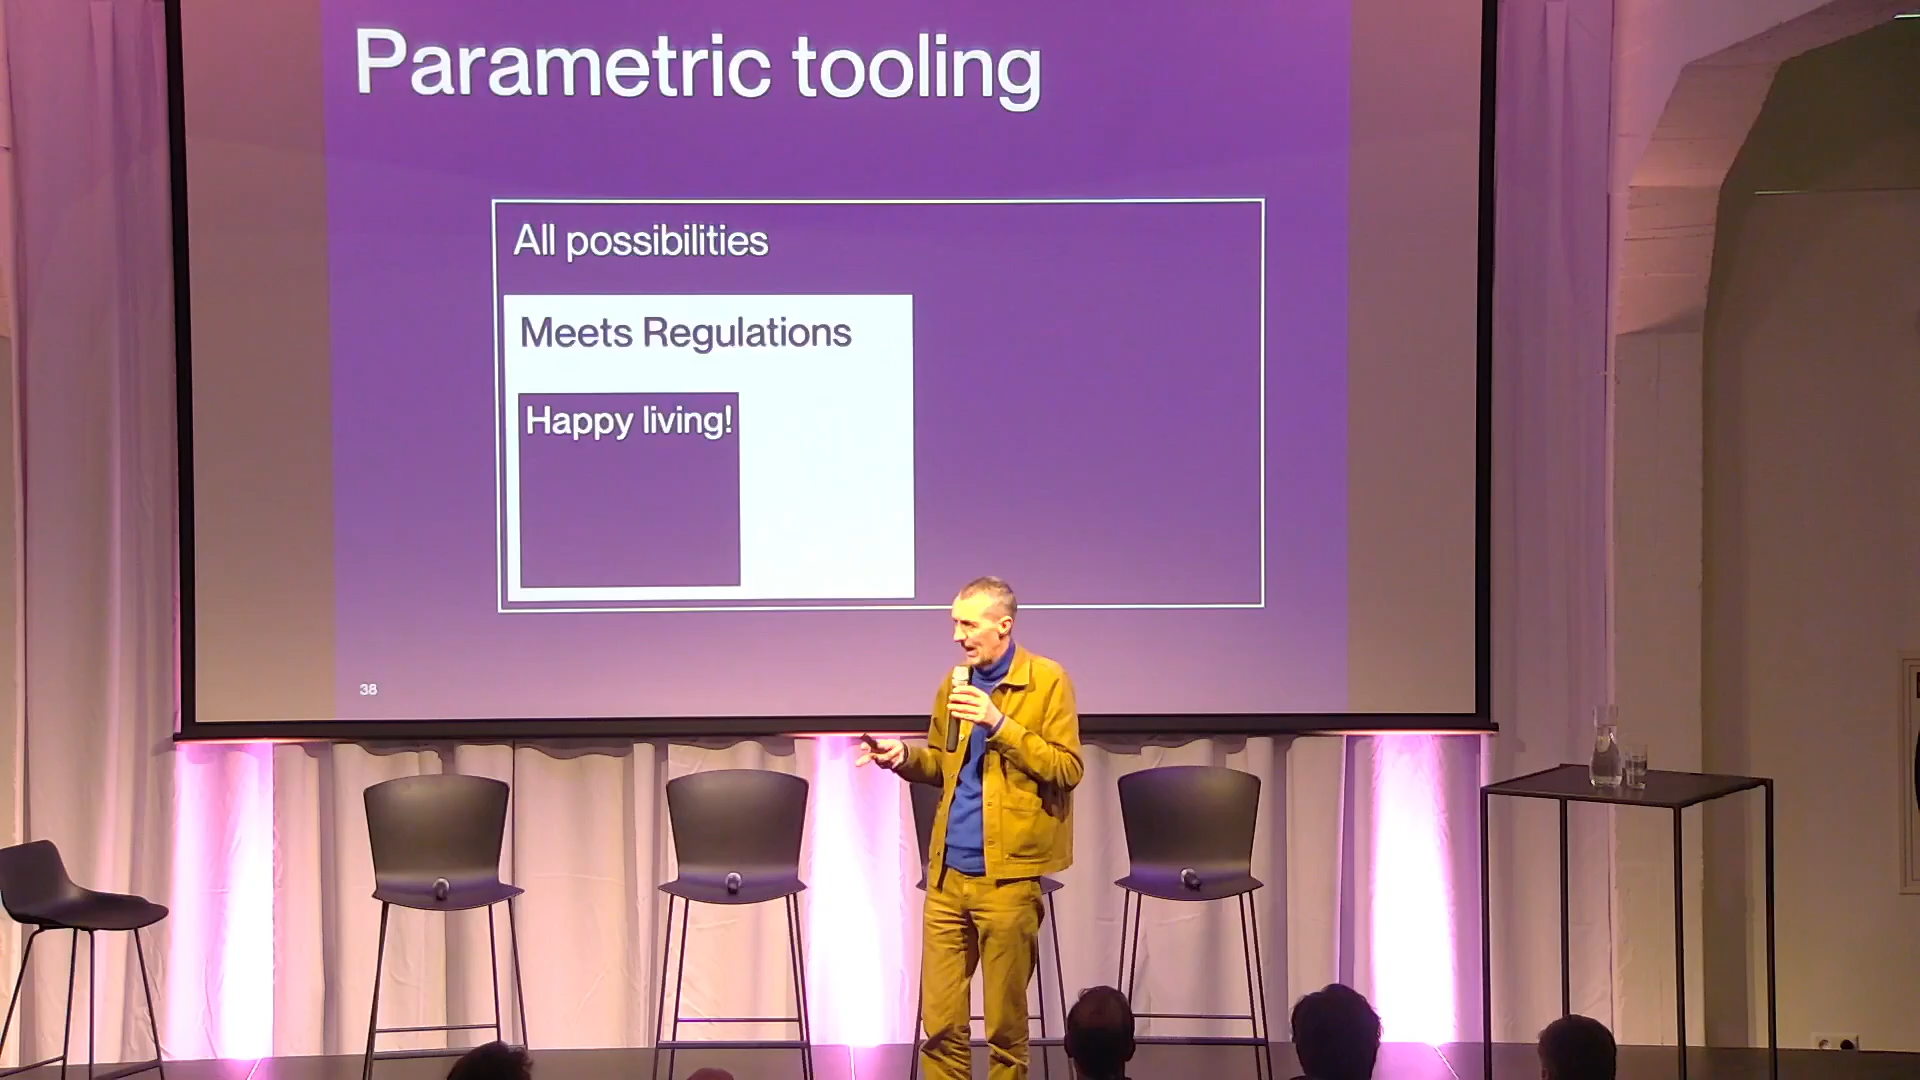 Parametric tooling
All possibilities
Meets Regulations
Happy living!
38